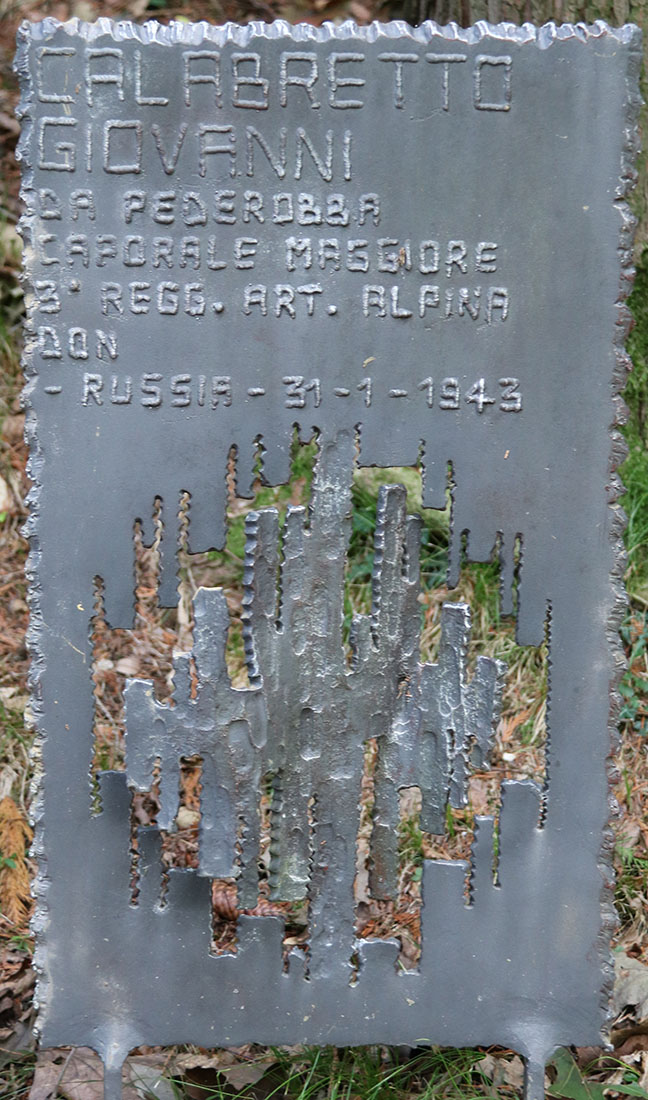 CALABRETTO
GIOVANNI
DA PEDEROBBA
CAPORALE MAGGIORE
3° REGG. ART. ALPINA
DON
- RUSSIA - 31 - 1 - 1943